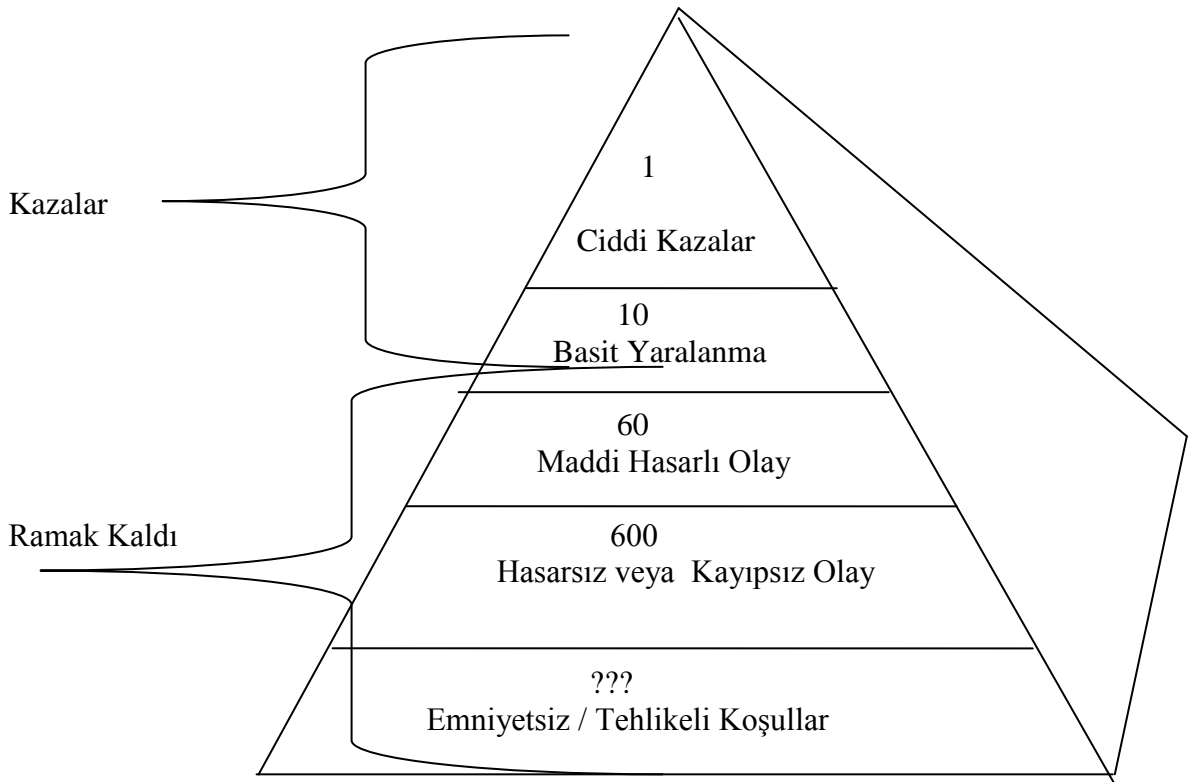 1
Kazalar
Ciddi Kazalar
10
Basit Yaralanma
60
Maddi Hasarlı Olay
Ramak Kaldı
600
Hasarsız veya Kayıpsız Olay
???
Emniyetsiz / Tehlikeli Koşullar